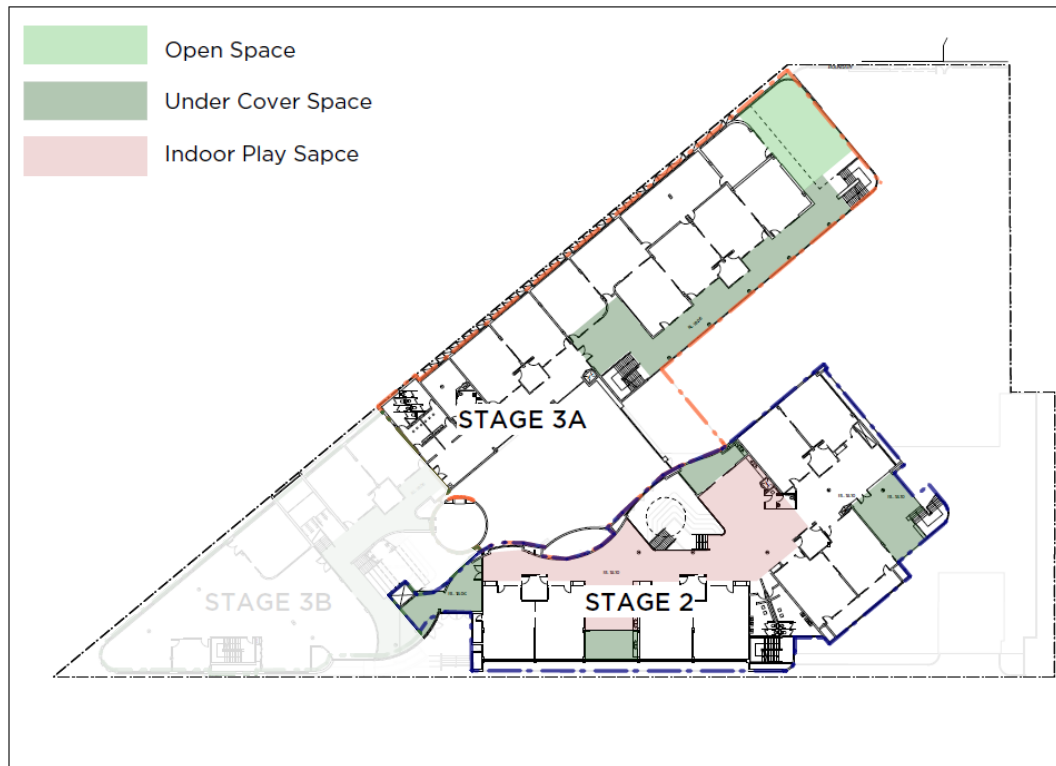 Open Space
Under Cover Space
Indoor Play Sapce
STAGE 3A
STAGE 3B
STAGE 2